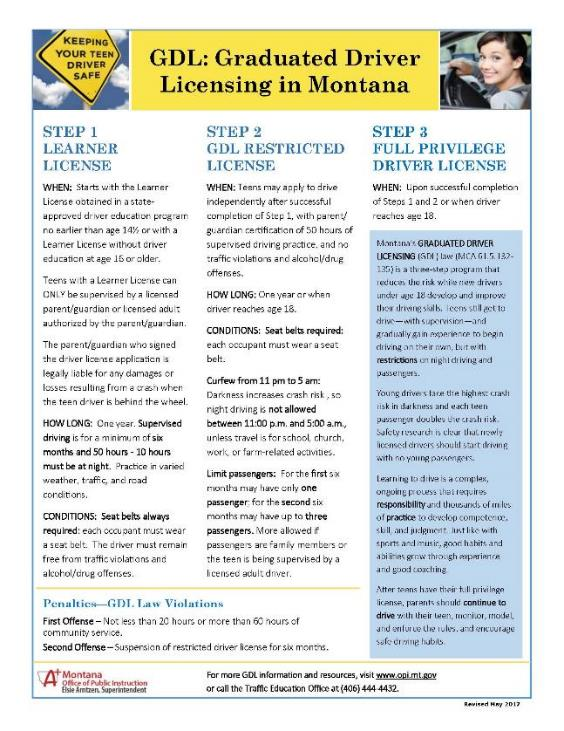 KEEPING
YOUR TEEN
DRIVER
SAFE
GDL: Graduated Driver
Licensing in Montana
STEP 1
LEARNER
LICENSE
WHEN: Starts with the Learner
License obtained in a state-
approved driver education program
no earlier than age 14½ or with a
Learner License without driver
education at age 16 or older.
Teens with a Learner License can
ONLY be supervised by a licensed
parent/guardian or licensed adult
authorized by the parent/guardian.
The parent/guardian who signed
the driver license application is
legally liable for any damages or
losses resulting from a crash when
the teen driver is behind the wheel.
HOW LONG: One year. Supervised
driving is for a minimum of six
months and 50 hours - 10 hours
must be at night. Practice in varied
weather, traffic, and road
conditions.
CONDITIONS: Seat belts always
required: each occupant must wear
a seat belt. The driver must remain
free from traffic violations and
alcohol/drug offenses.
STEP 2
GDL RESTRICTED
LICENSE
WHEN: Teens may apply to drive
independently after successful
completion of Step 1, with parent/
guardian certification of 50 hours of
supervised driving practice, and no
traffic violations and alcohol/drug
offenses.
HOW LONG: One year or when
driver reaches age 18.
CONDITIONS: Seat belts required:
each occupant must wear a seat
belt.
Curfew from 11 pm to 5 am:
Darkness increases crash risk , so
night driving is not allowed
between 11:00 p.m. and 5:00 a.m.,
unless travel is for school, church,
work, or farm-related activities.
Limit passengers: For the first six
months may have only one
passenger; for the second six
months may have up to three
passengers. More allowed if
passengers are family members or
the teen is being supervised by a
licensed adult driver.
STEP 3
FULL PRIVILEGE
DRIVER LICENSE
WHEN: Upon successful completion
of Steps 1 and 2 or when driver
reaches age 18.
Montana's GRADUATED DRIVER
LICENSING (GDL) law (MCA 61.5.132-
135) is a three-step program that
reduces the risk while new drivers
under age 18 develop and improve
their driving skills. Teens still get to
drive—with supervision—and
gradually gain experience to begin
driving on their own, but with
restrictions on night driving and
passengers.
Young drivers take the highest crash
risk in darkness and each teen
passenger doubles the crash risk.
Safety research is clear that newly
licensed drivers should start driving
with no young passengers.
Learning to drive is a complex,
ongoing process that requires
responsibility and thousands of miles
of practice to develop competence,
skill, and judgment. Just like with
sports and music, good habits and
abilities grow through experience
and good coaching.
After teens have their full privilege
license, parents should continue to
drive with their teen, monitor, model,
and enforce the rules, and encourage
safe driving habits.
Penalties—GDL Law Violations
First Offense – Not less than 20 hours or more than 60 hours of
community service.
Second Offense – Suspension of restricted driver license for six months.
A+ Montana
Office of Public Instruction
Elsie Arntzen, Superintendent
For more GDL information and resources, visit www.opi.mt.gov
or call the Traffic Education Office at (406) 444-4432.
Revised May 2017